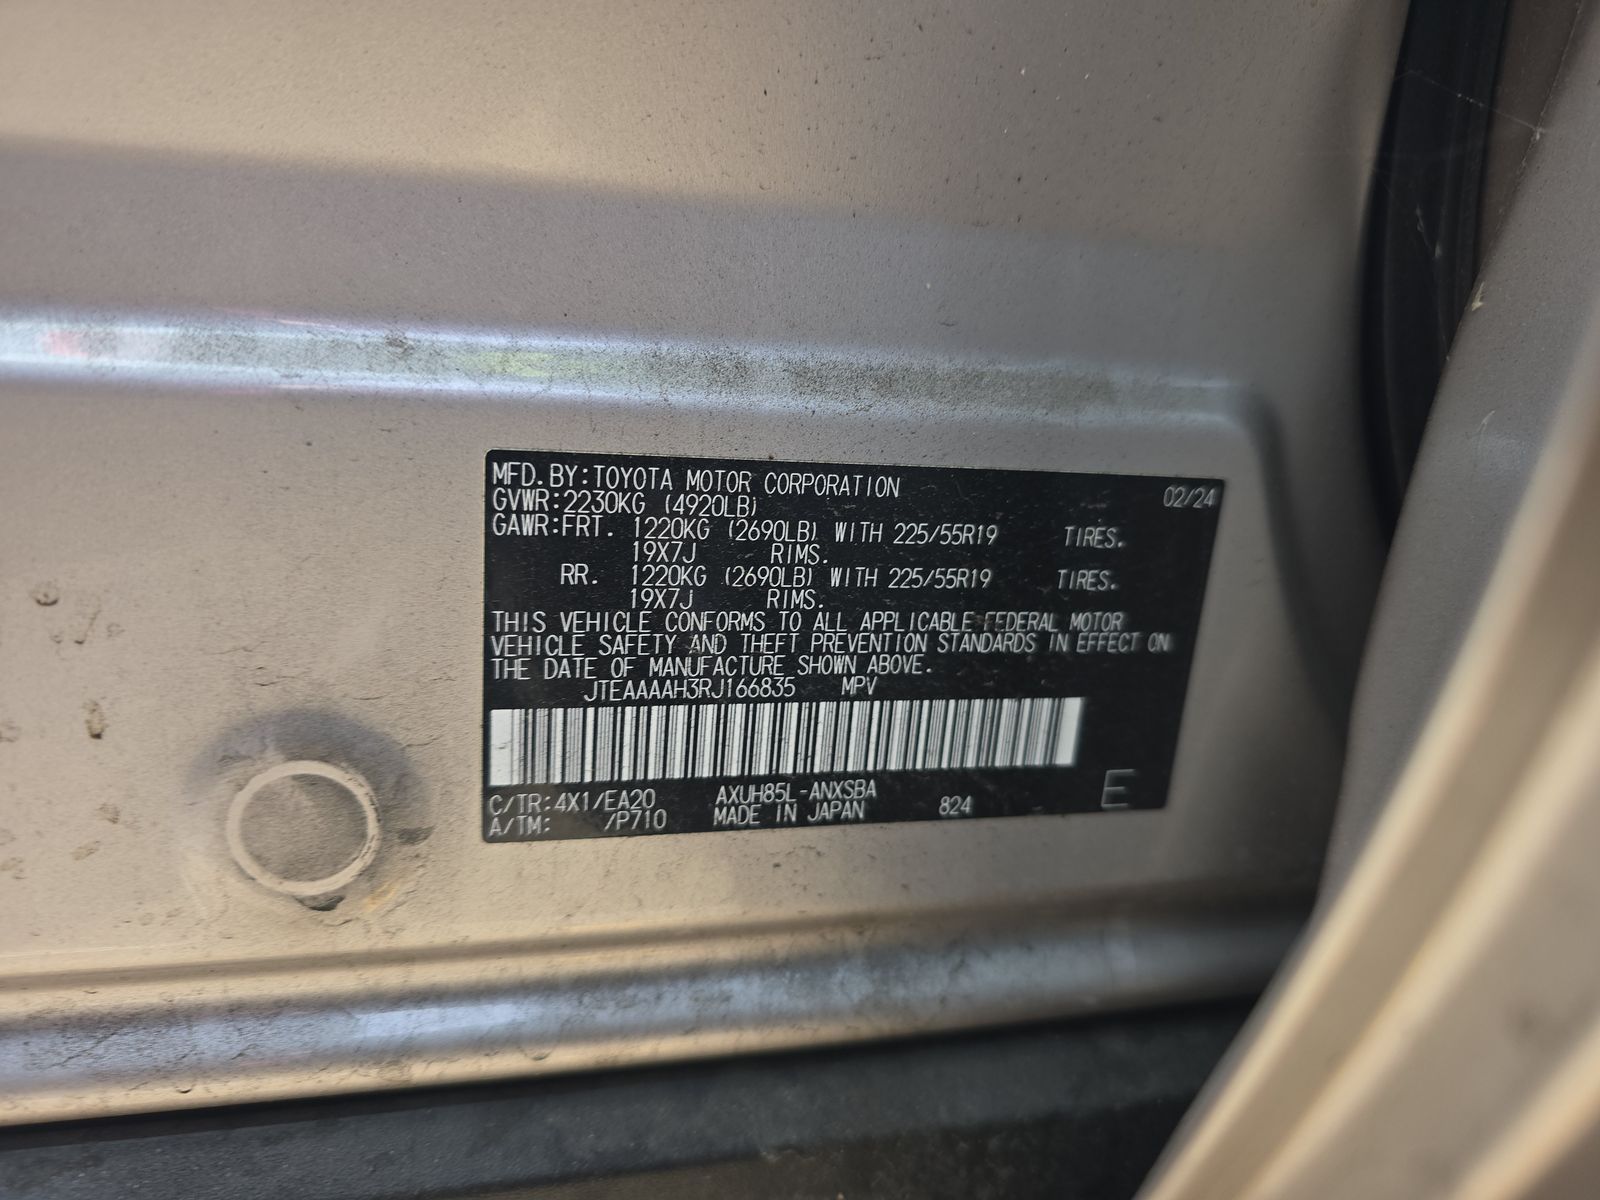 MFD. BY: TOYOTA MOTOR CORPORATION 02/24
GVWR: 2230KG (4920LB)
GAWR: FRT. 1220KG (2690LB) WITH 225/55R19 TIRES.
19X7J RIMS.
RR. 1220KG (2690LB) WITH 225/55R19 TIRES.
19X7J RIMS.
THIS VEHICLE CONFORMS TO ALL APPLICABLE FEDERAL MOTOR
VEHICLE SAFETY AND THEFT PREVENTION STANDARDS IN EFFECT ON
THE DATE OF MANUFACTURE SHOWN ABOVE.
JTEAAAAH3RJ166835 MPV
C/TR: 4X1/EA20 AXUH85L-ANXSBA
A/TM: /P710 MADE IN JAPAN 824 E